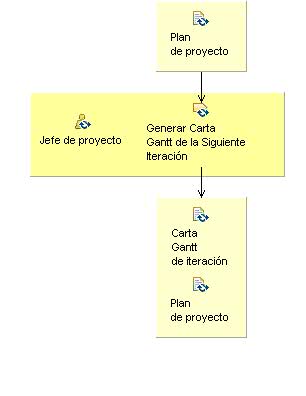 Plan
de proyecto
Jefe de proyecto
Generar Carta
Gantt de la Siguiente
Iteración
Carta
Gantt
de iteración
Plan
de proyecto